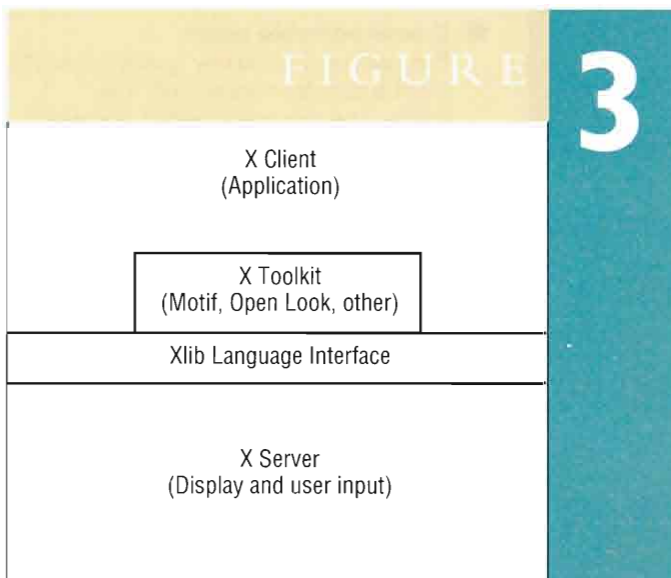 FIGURE 3
X Client
(Application)
X Toolkit
(Motif, Open Look, other)
Xlib Language Interface
X Server
(Display and user input)